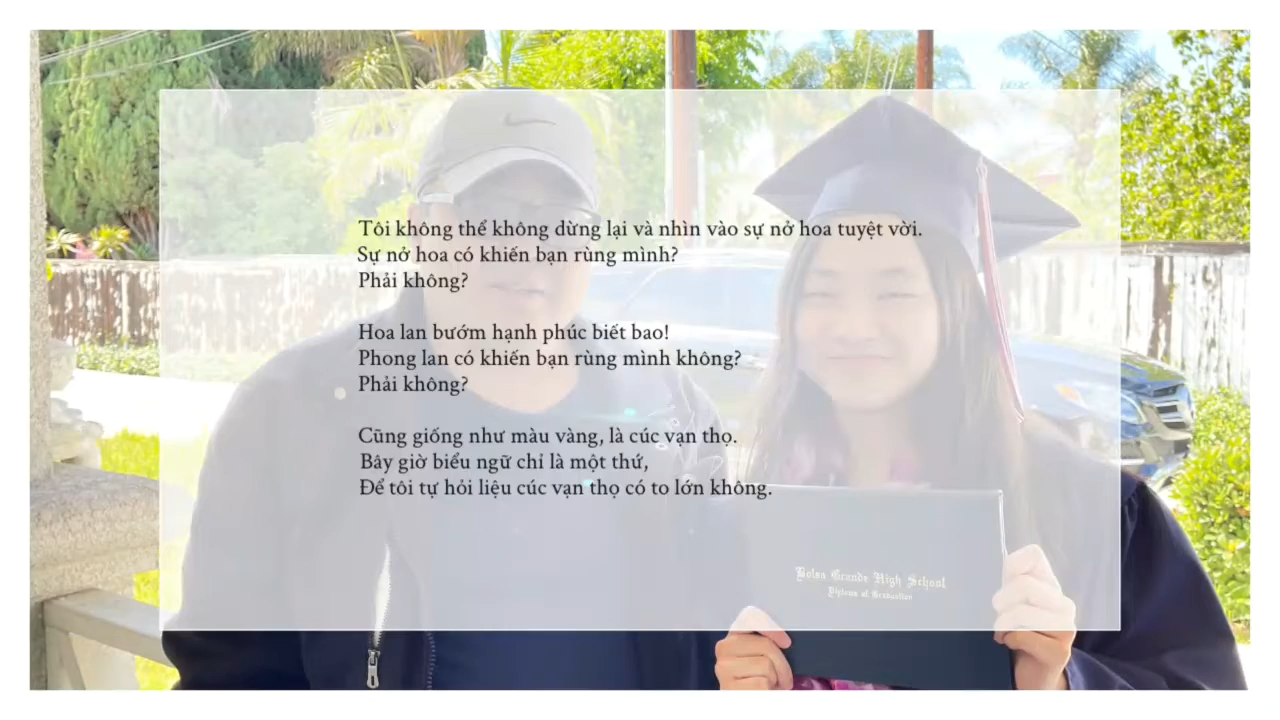 Tôi không thể không dừng lại và nhìn vào sự nở hoa tuyệt vời.
Sự nở hoa có khiến bạn rùng mình?
Phải không?
Hoa lan bướm hạnh phúc biết bao!
Phong lan có khiến bạn rùng mình không?
Phải không?
Cũng giống như màu vàng, là cúc vạn thọ.
Bây giờ biểu ngữ chỉ là một thứ,
Để tôi tự hỏi liệu cúc vạn thọ có to lớn không.
Bolsa Grande High School
Diploma of Graduation